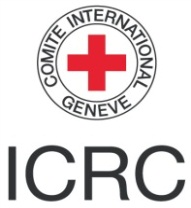 COMITE INTERNATIONAL
GENEVE
ICRC